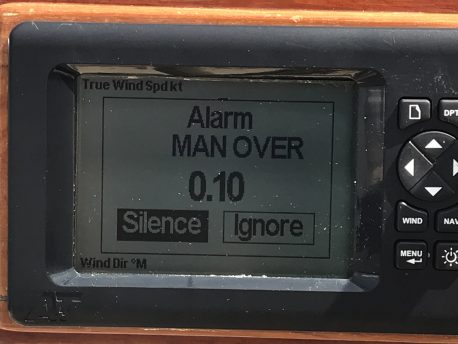 True Wind Spd kt
Alarm
MAN OVER
0.10
Silence Ignore
Wind Dir °M
DPT
WIND NAV
MENU